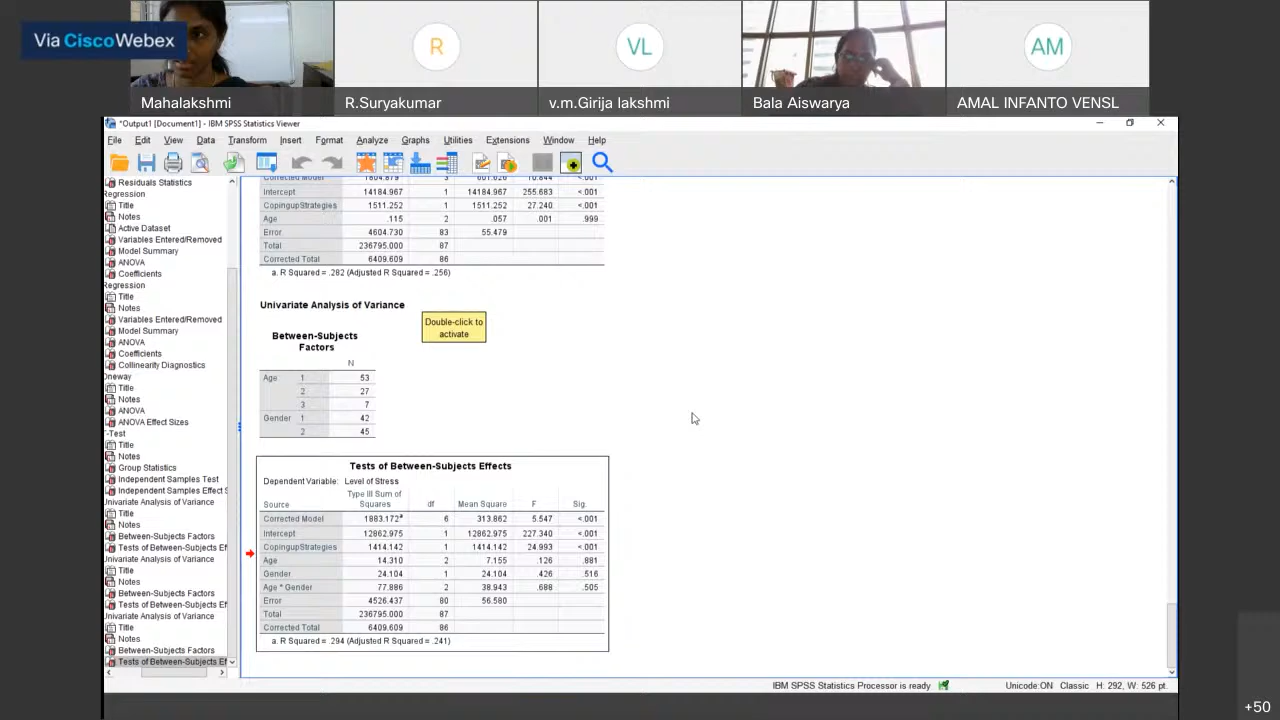 Via CiscoWebex
R
VL
AM
Mahalakshmi
R.Suryakumar
v.m.Girija lakshmi
Bala Aiswarya
AMAL INFANTO VENSL
*Output1 [Document1] - IBM SPSS Statistics Viewer
File Edit View Data Transform Insert Format Analyze Graphs Utilities Extensions Window Help
Residuals Statistics
Regression
Title
Notes
Active Dataset
Variables Entered/Removed
Model Summary
ANOVA
Coefficients
Regression
Title
Notes
Variables Entered/Removed
Model Summary
ANOVA
Coefficients
Collinearity Diagnostics
Oneway
Title
Notes
ANOVA
ANOVA Effect Sizes
T-Test
Title
Notes
Group Statistics
Independent Samples Test
Independent Samples Effect S
Univariate Analysis of Variance
Title
Notes
Between-Subjects Factors
Tests of Between-Subjects Ef
Univariate Analysis of Variance
Title
Notes
Between-Subjects Factors
Tests of Between-Subjects Ef
Univariate Analysis of Variance
Title
Notes
Between-Subjects Factors
Tests of Between-Subjects Ef
Intercept 14184.967 1 14184.967 255.683 <.001
CopingupStrategies 1511.252 1 1511.252 27.240 <.001
Age .115 2 .057 .001 .999
Error 4604.730 83 55.479
Total 236795.000 87
Corrected Total 6409.609 86
a. R Squared = .282 (Adjusted R Squared = .256)
Univariate Analysis of Variance
Double-click to
activate
Between-Subjects
Factors
N
Age 1 53
2 27
3 7
Gender 1 42
2 45
Tests of Between-Subjects Effects
Dependent Variable: Level of Stress
Type III Sum of
Source Squares df Mean Square F Sig.
Corrected Model 1883.172a 6 313.862 5.547 <.001
Intercept 12862.975 1 12862.975 227.340 <.001
CopingupStrategies 1414.142 1 1414.142 24.993 <.001
Age 14.310 2 7.155 .126 .881
Gender 24.104 1 24.104 .426 .516
Age * Gender 77.886 2 38.943 .688 .505
Error 4526.437 80 56.580
Total 236795.000 87
Corrected Total 6409.609 86
a. R Squared = .294 (Adjusted R Squared = .241)
IBM SPSS Statistics Processor is ready Unicode:ON Classic H: 292, W: 526 pt.
+50